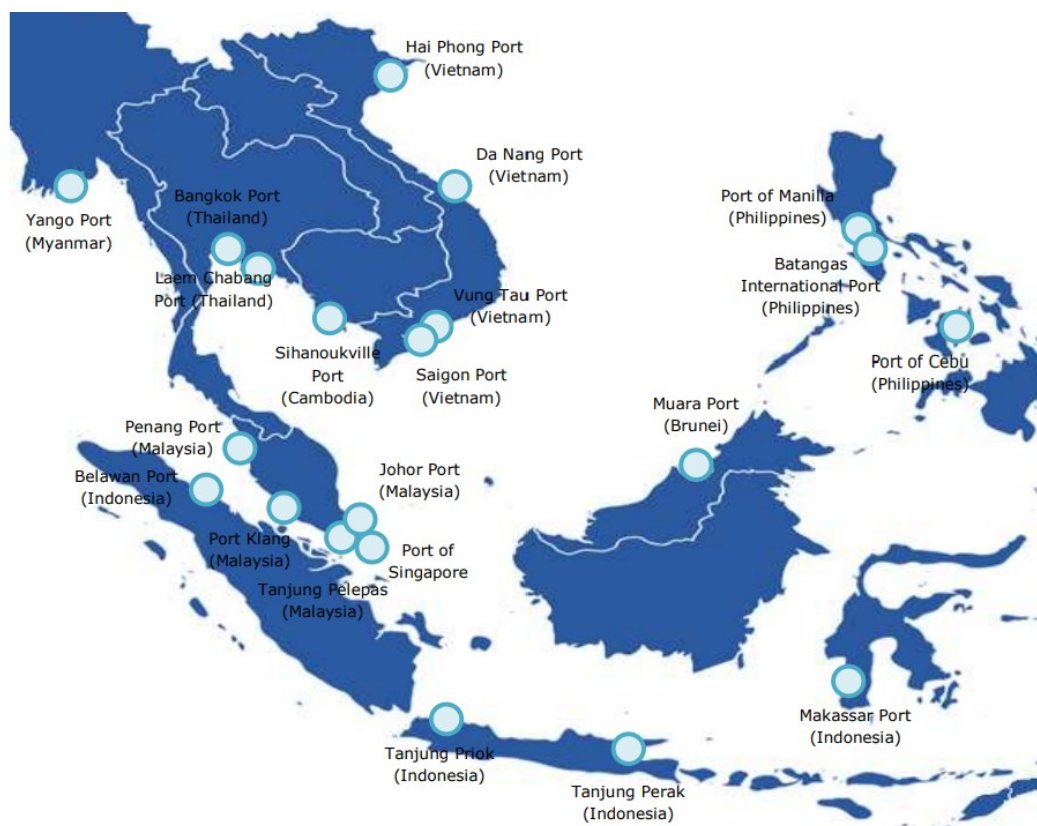 Hai Phong Port
(Vietnam)
Da Nang Port
(Vietnam)
Yango Port
(Myanmar)
Bangkok Port
(Thailand)
Laem Chabang
Port (Thailand)
Port of Manilla
(Philippines)
Batangas
International Port
(Philippines)
Vung Tau Port
(Vietnam)
Sihanoukville
Port
(Cambodia)
Saigon Port
(Vietnam)
Port of Cebu
(Philippines)
Muara Port
(Brunei)
Penang Port
(Malaysia)
Belawan Port
(Indonesia)
Johor Port
(Malaysia)
Port Klang
(Malaysia)
Port of
Singapore
Tanjung Pelepas
(Malaysia)
Makassar Port
(Indonesia)
Tanjung Priok
(Indonesia)
Tanjung Perak
(Indonesia)